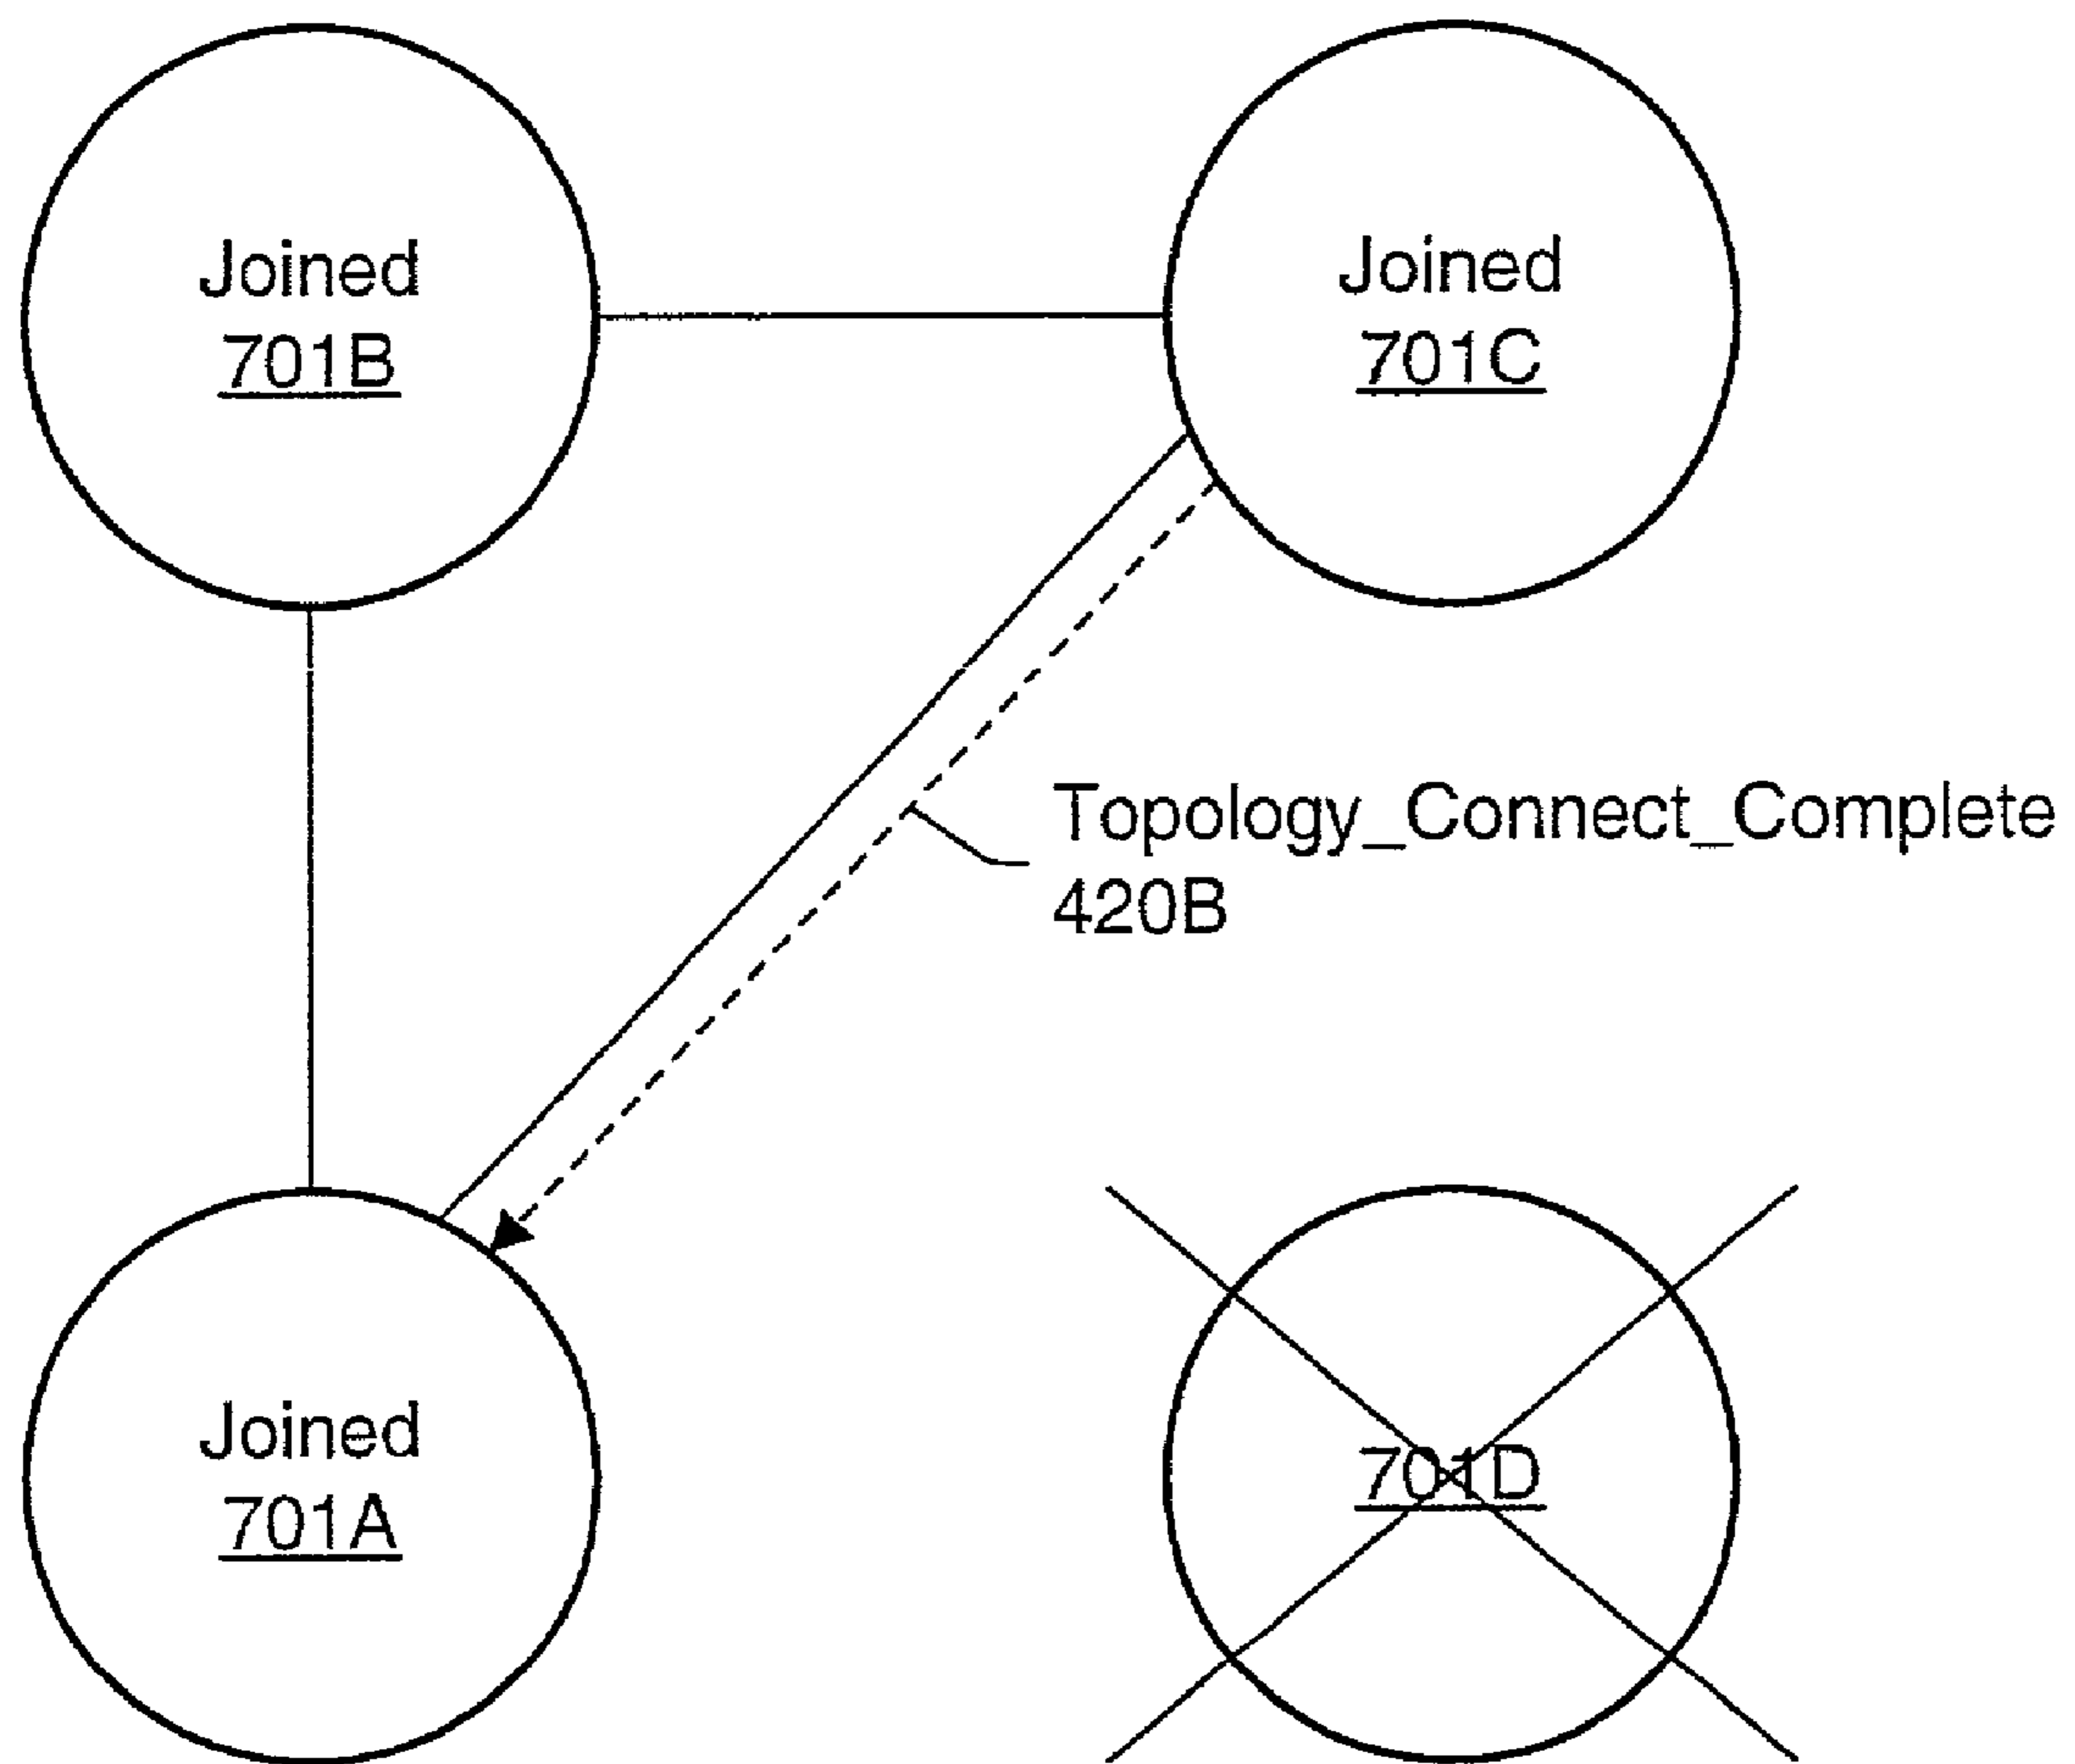 Joined
701B
Joined
701C
Topology_Connect_Complete
420B
Joined
701A
701D